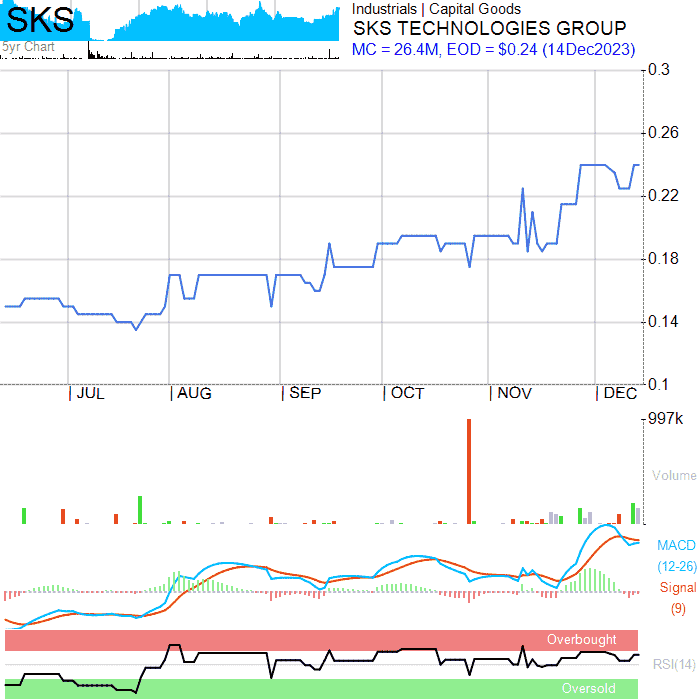 SKS
5yr Chart
Industrials | Capital Goods
SKS TECHNOLOGIES GROUP
MC = 26.4M, EOD = $0.24 (14Dec2023)
0.3
0.26
0.22
0.18
0.14
0.1
JUL
AUG
SEP
OCT
NOV
DEC
997k
Volume
MACD
(12-26)
Signal
(9)
Overbought
RSI(14)
Oversold